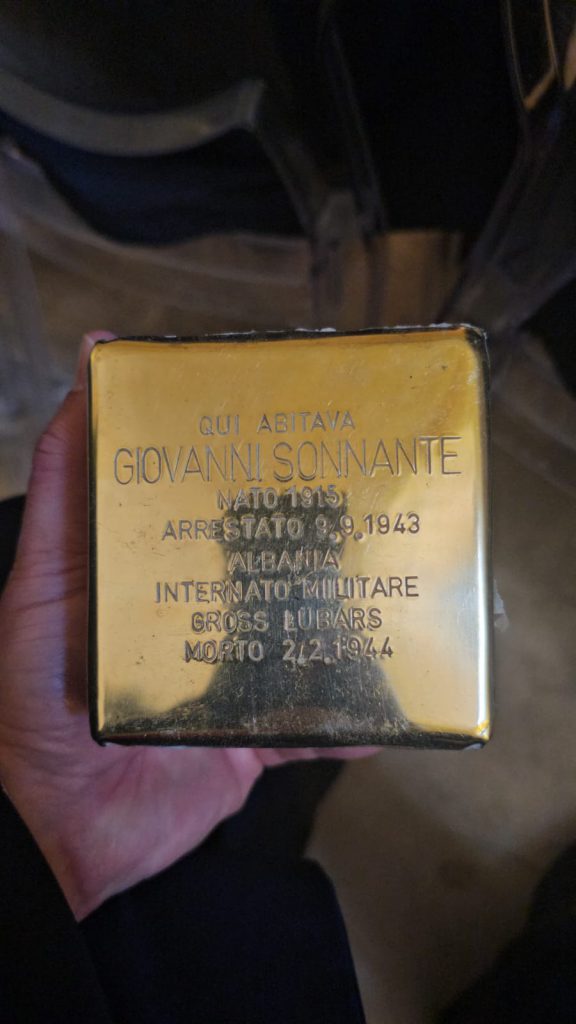 QUI ABITAVA
GIOVANNI SONNANTE
NATO 1915
ARRESTATO 9.9.1943
ALBANIA
INTERNATO MILITARE
GROSS LUBARS
MORTO 2.2.1944